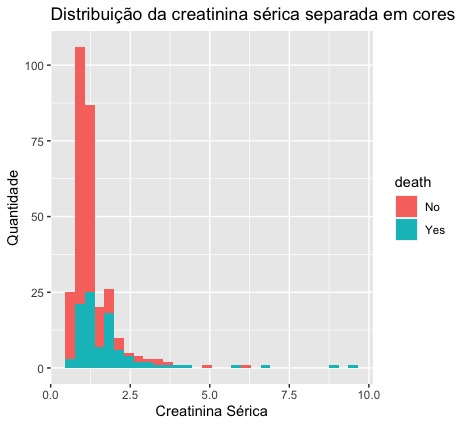 Distribuição da creatinina sérica separada em cores
100
75
50
25
0
Quantidade
0.0 2.5 5.0 7.5 10.0
Creatinina Sérica
death
No
Yes